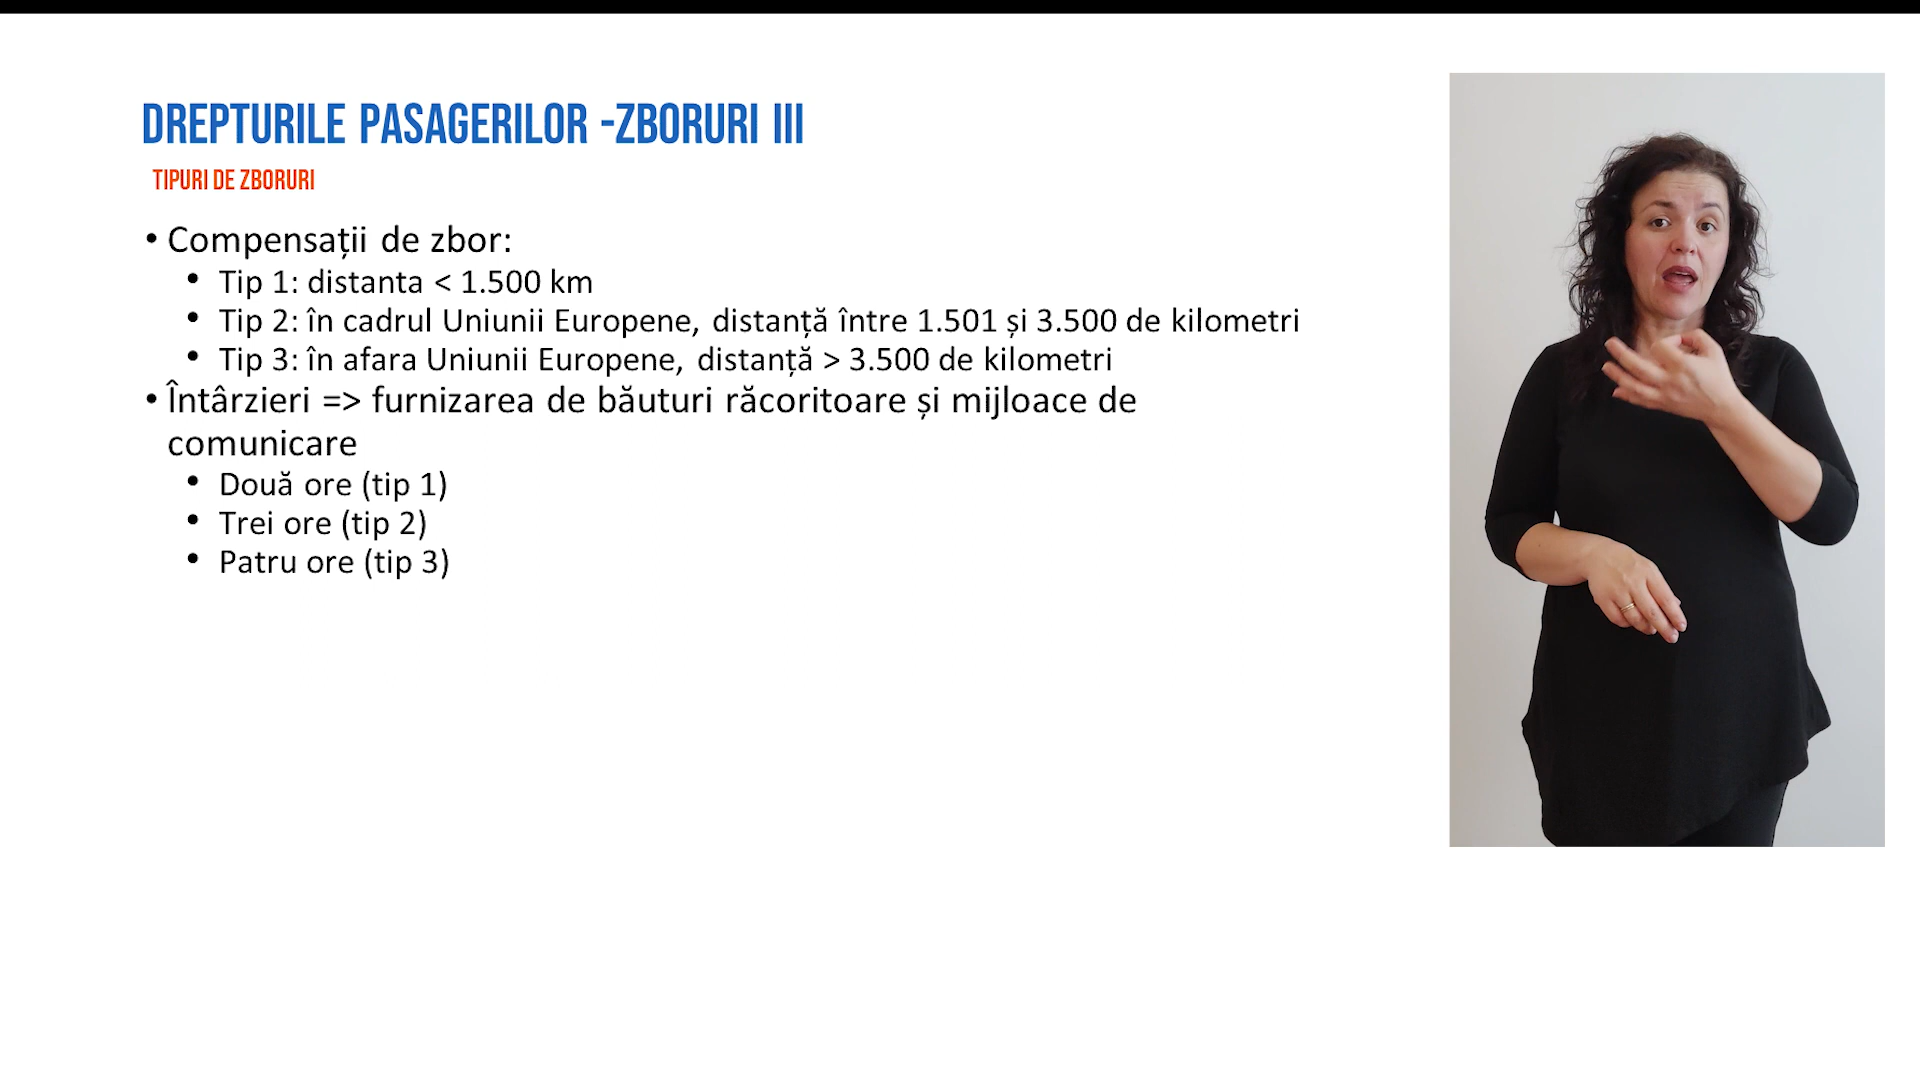 DREPTURILE PASAGERILOR -ZBORURI III
TIPURI DE ZBORURI
• Compensații de zbor:
• Tip 1: distanta < 1.500 km
• Tip 2: în cadrul Uniunii Europene, distanță între 1.501 și 3.500 de kilometri
• Tip 3: în afara Uniunii Europene, distanță > 3.500 de kilometri
• Întârzieri => furnizarea de băuturi răcoritoare și mijloace de
comunicare
• Două ore (tip 1)
• Trei ore (tip 2)
• Patru ore (tip 3)